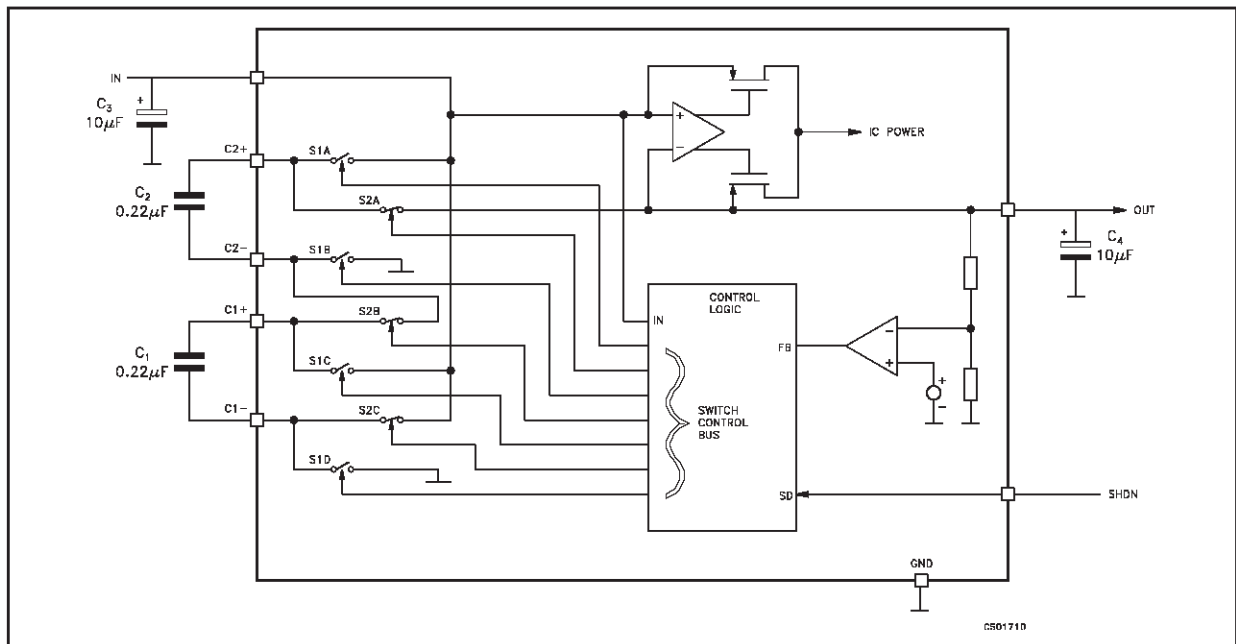 IN
C3
+
10µF
C2+
C2
0.22µF
C2-
C1+
C1
0.22µF
C1-
S1A
S2A
S1B
S2B
S1C
S2C
S1D
+
-
IC POWER
OUT
+
C4
10µF
CONTROL
LOGIC
IN
FB
SWITCH
CONTROL
BUS
SD
-
+
+
-
SHDN
GND
CS01710